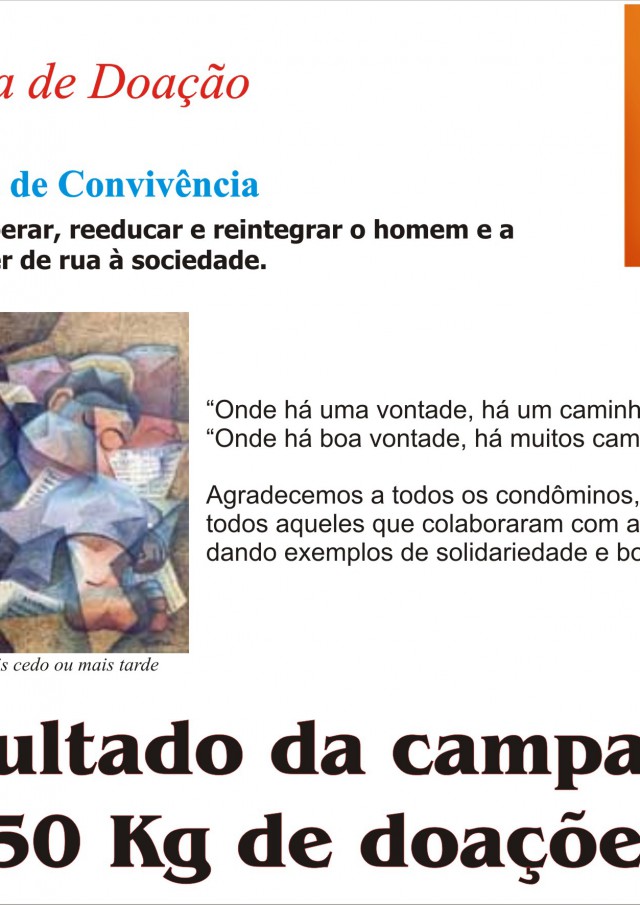 a de Doação
de Convivência
erar, reeducar e reintegrar o homem e a
er de rua à sociedade.
“Onde há uma vontade, há um caminh
“Onde há boa vontade, há muitos cam
Agradecemos a todos os condôminos,
todos aqueles que colaboraram com a
dando exemplos de solidariedade e bo
is cedo ou mais tarde
ultado da campa
50 Kg de doaçõe